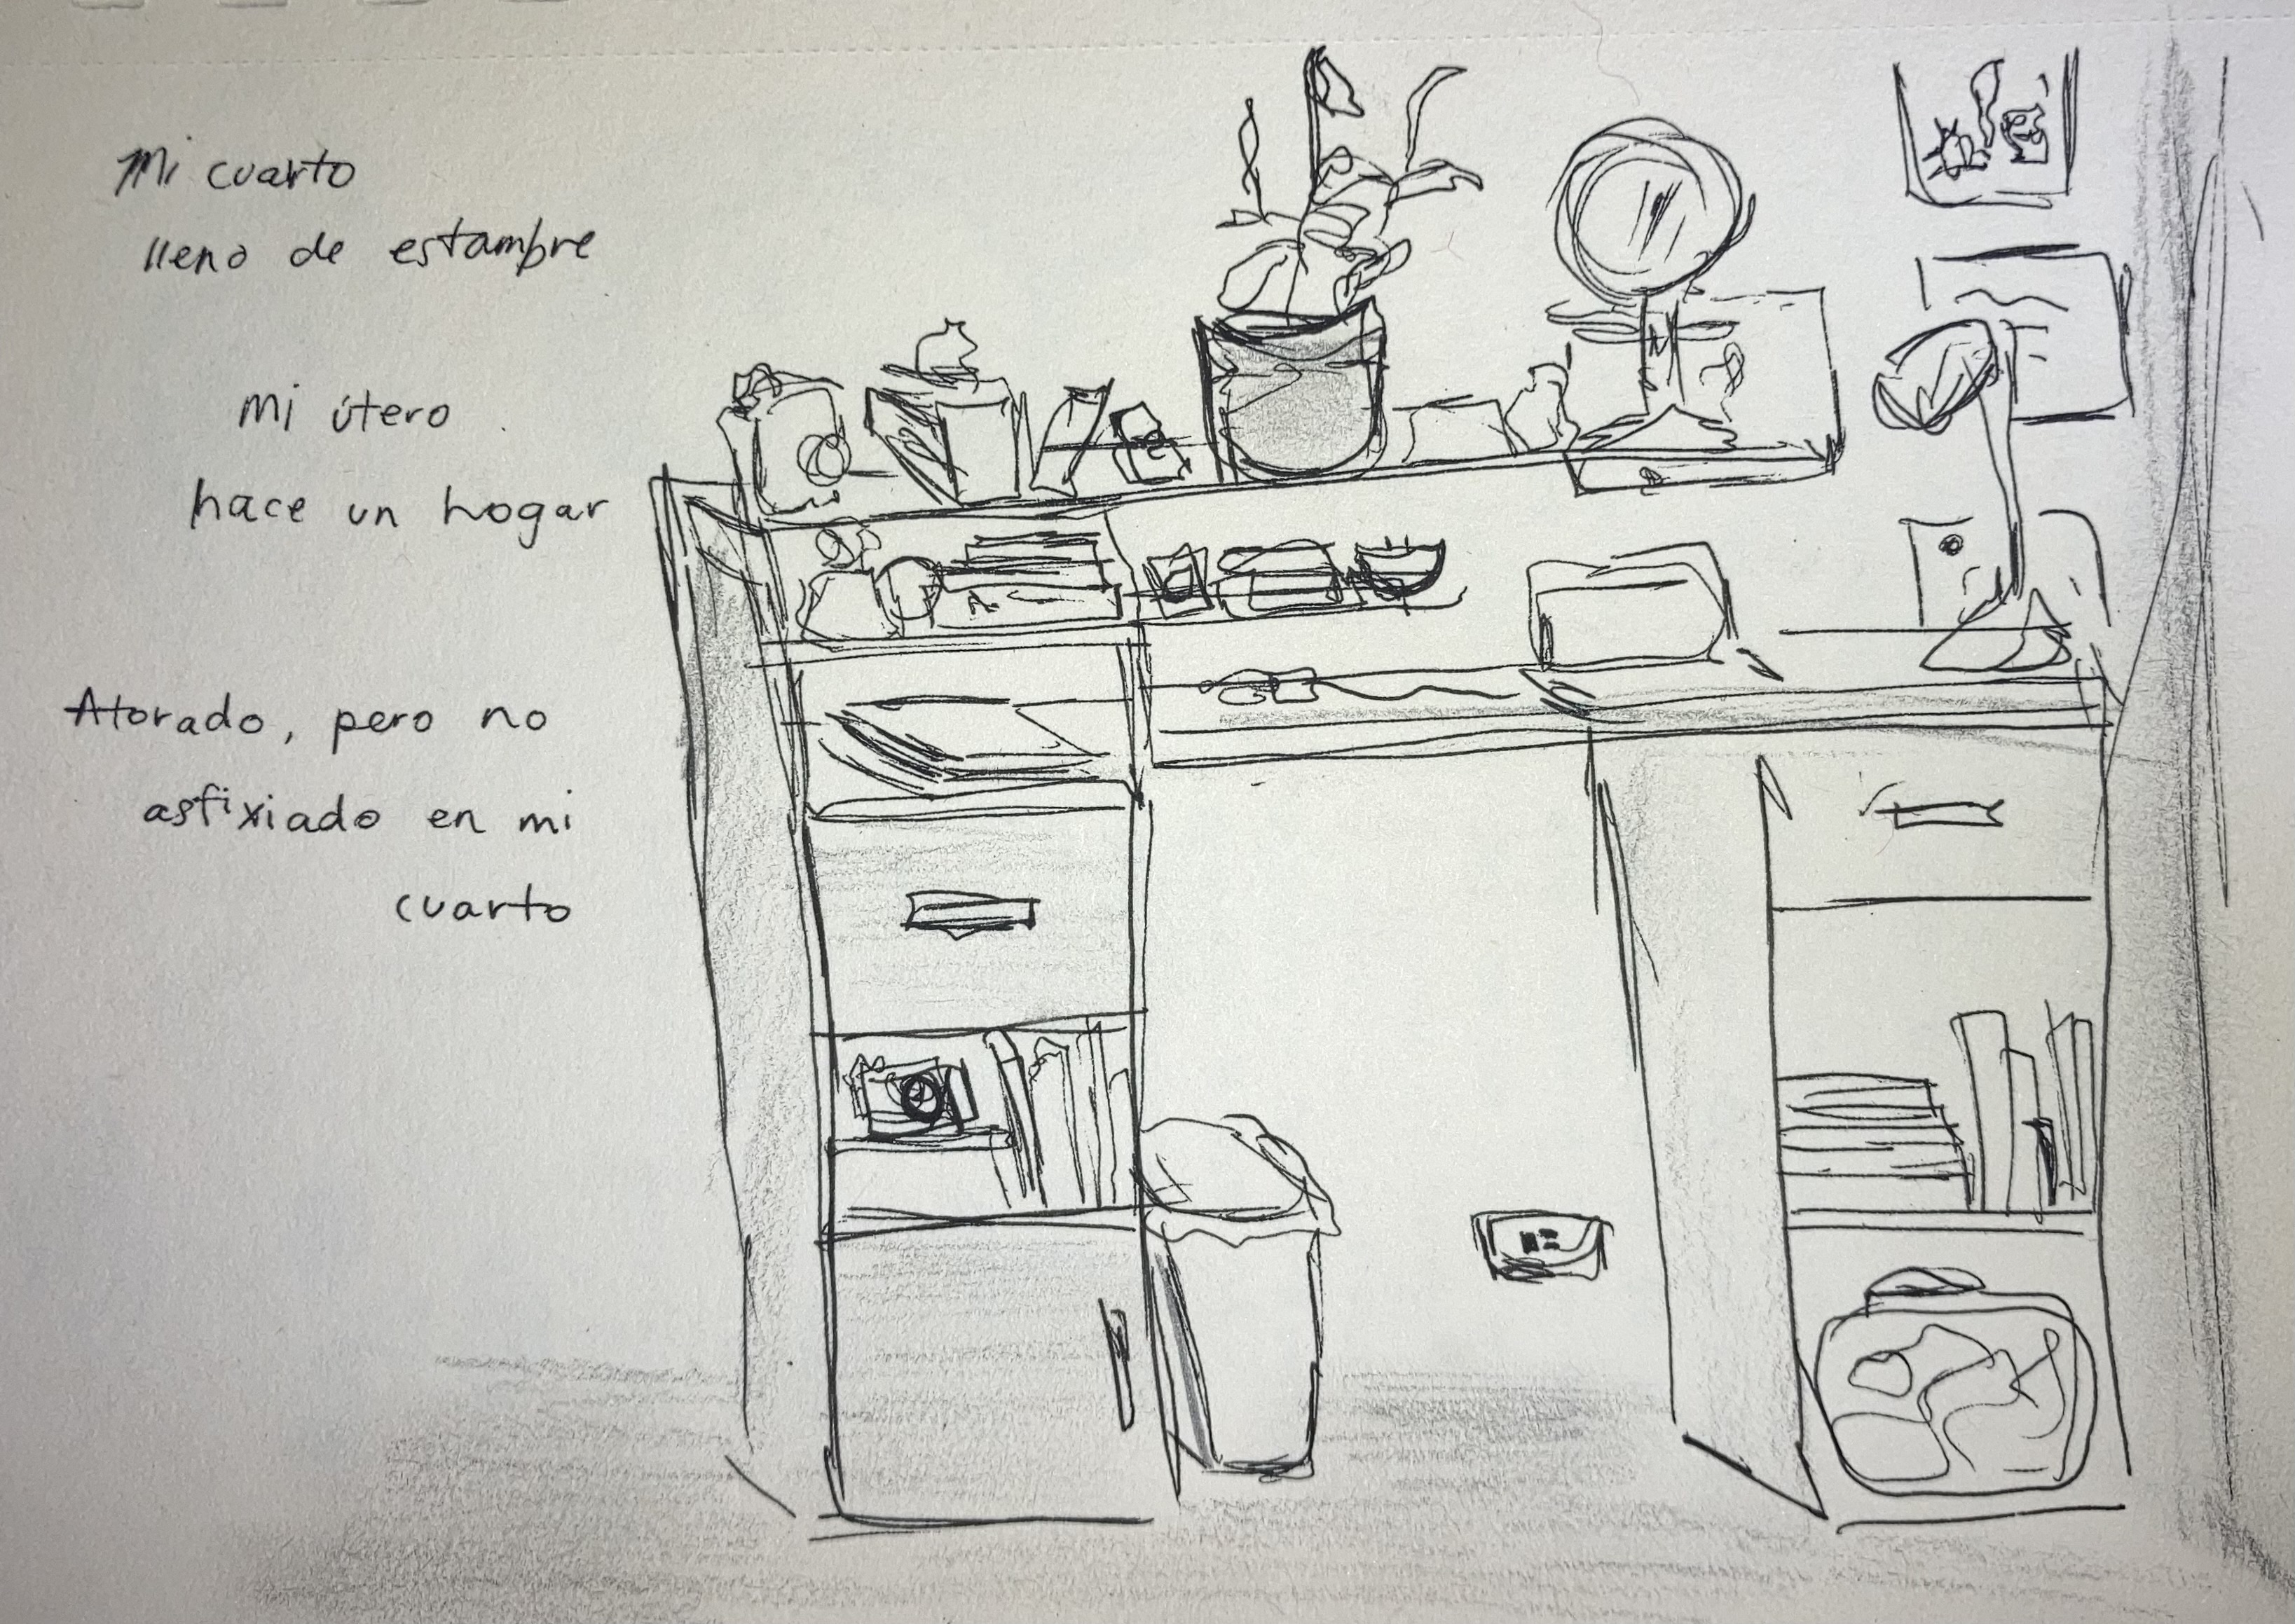 Mi cuarto
lleno de estambre
mi útero
hace un hogar
Atorado, pero no
asfixiado en mi
cuarto